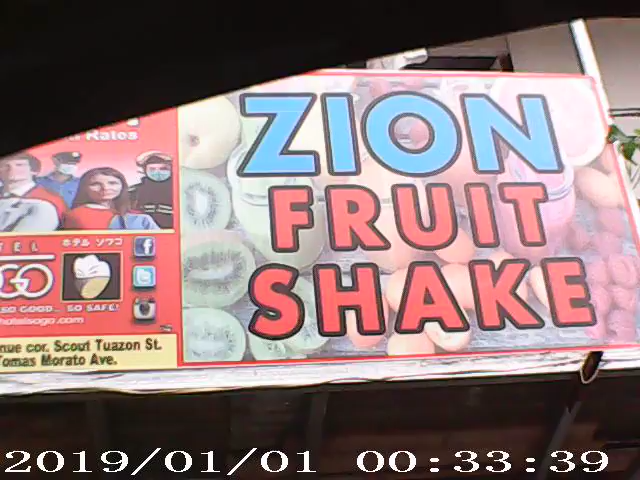 Rates
ZION
FRUIT
SHAKE
TEL
ホテル ソゴ
GO
SO GOOD... SO SAFE!
hotelsogo.com
nue cor. Scout Tuazon St.
Tomas Morato Ave.
2019/01/01 00:33:39